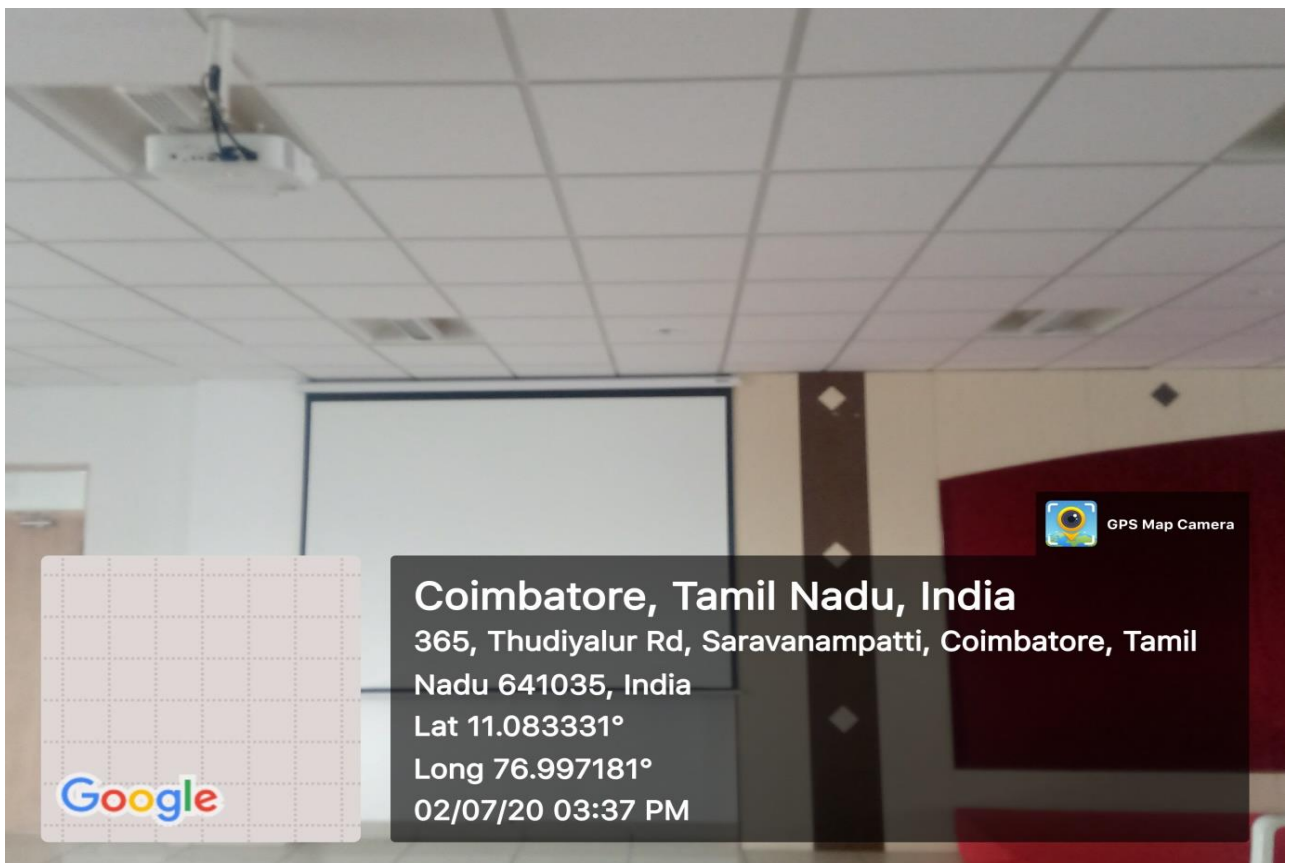 GPS Map Camera
Coimbatore, Tamil Nadu, India
365, Thudiyalur Rd, Saravanampatti, Coimbatore, Tamil
Nadu 641035, India
Lat 11.083331°
Long 76.997181°
02/07/20 03:37 PM
Google